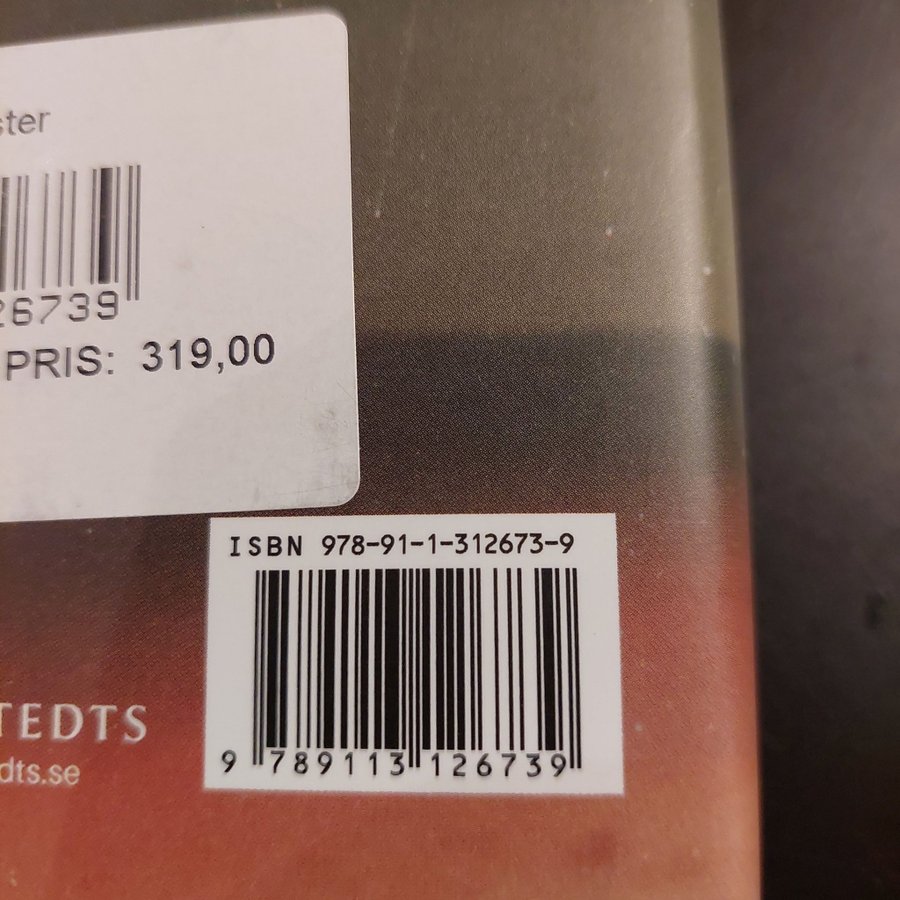 ster
26739
PRIS: 319,00
ISBN 978-91-1-312673-9
9 789113 126739
TEDTS
dts.se